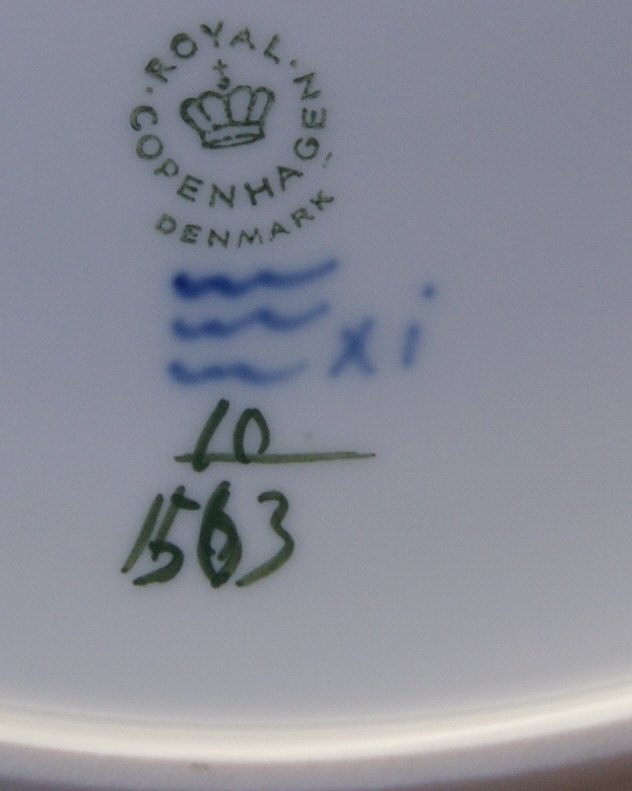 ROYAL
COPENHAGEN
DENMARK
xi
10
1563